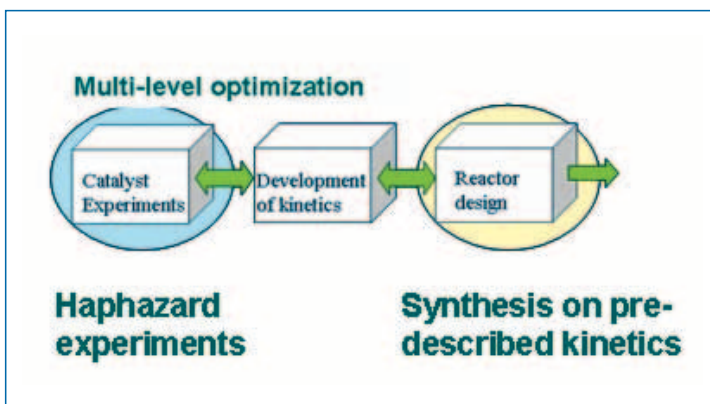 Multi-level optimization
Catalyst
Experiments
Development
of kinetics
Reactor
design
Haphazard
experiments
Synthesis on pre-
described kinetics